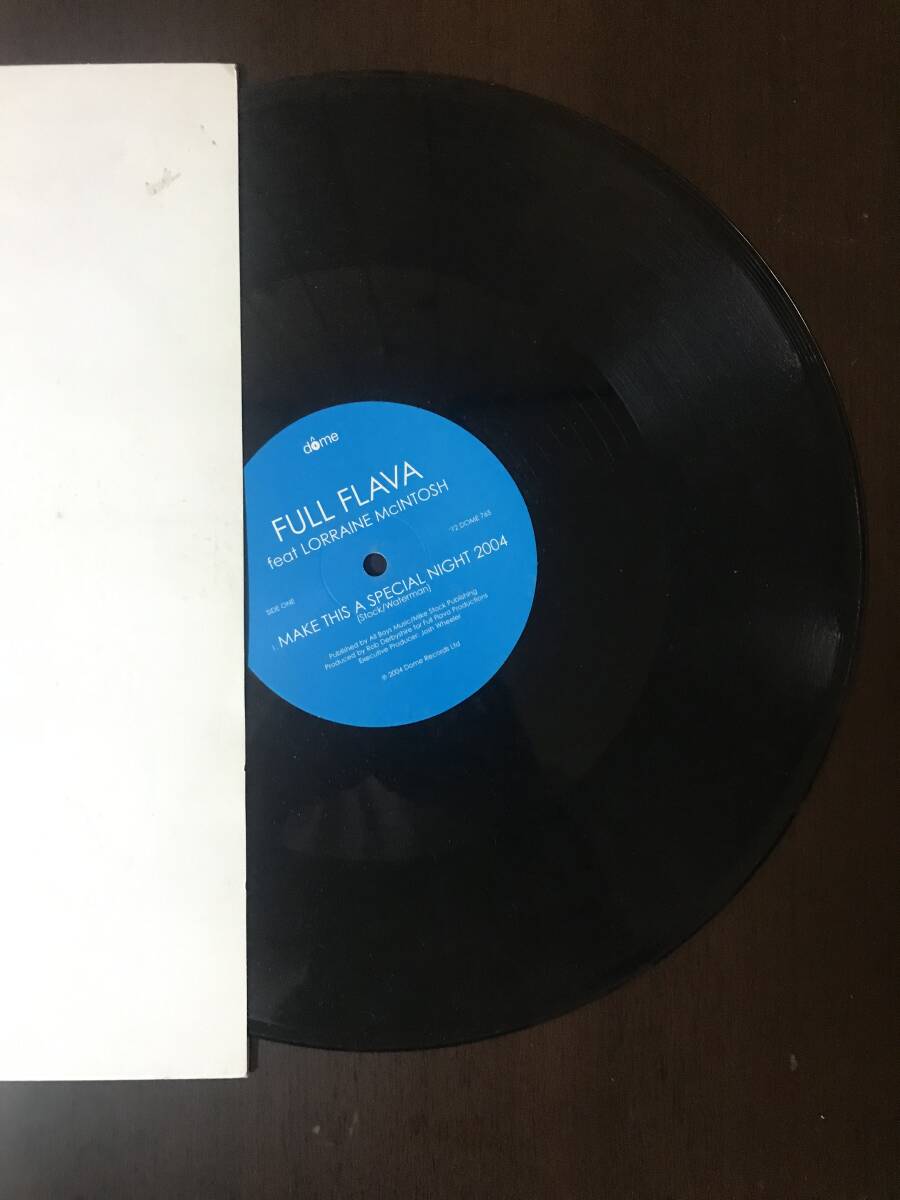 dôme
FULL FLAVA
feat LORRAINE McINTOSH
12 DOME 765
SIDE ONE
1. MAKE THIS A SPECIAL NIGHT 2004
(Stock/Waterman)
Published by All Boys Music/Mike Stock Publishing
Produced by Rob Derbyshire for Full Flava Productions
Executive Producer: Josh Wheeler
℗ 2004 Dome Records Ltd